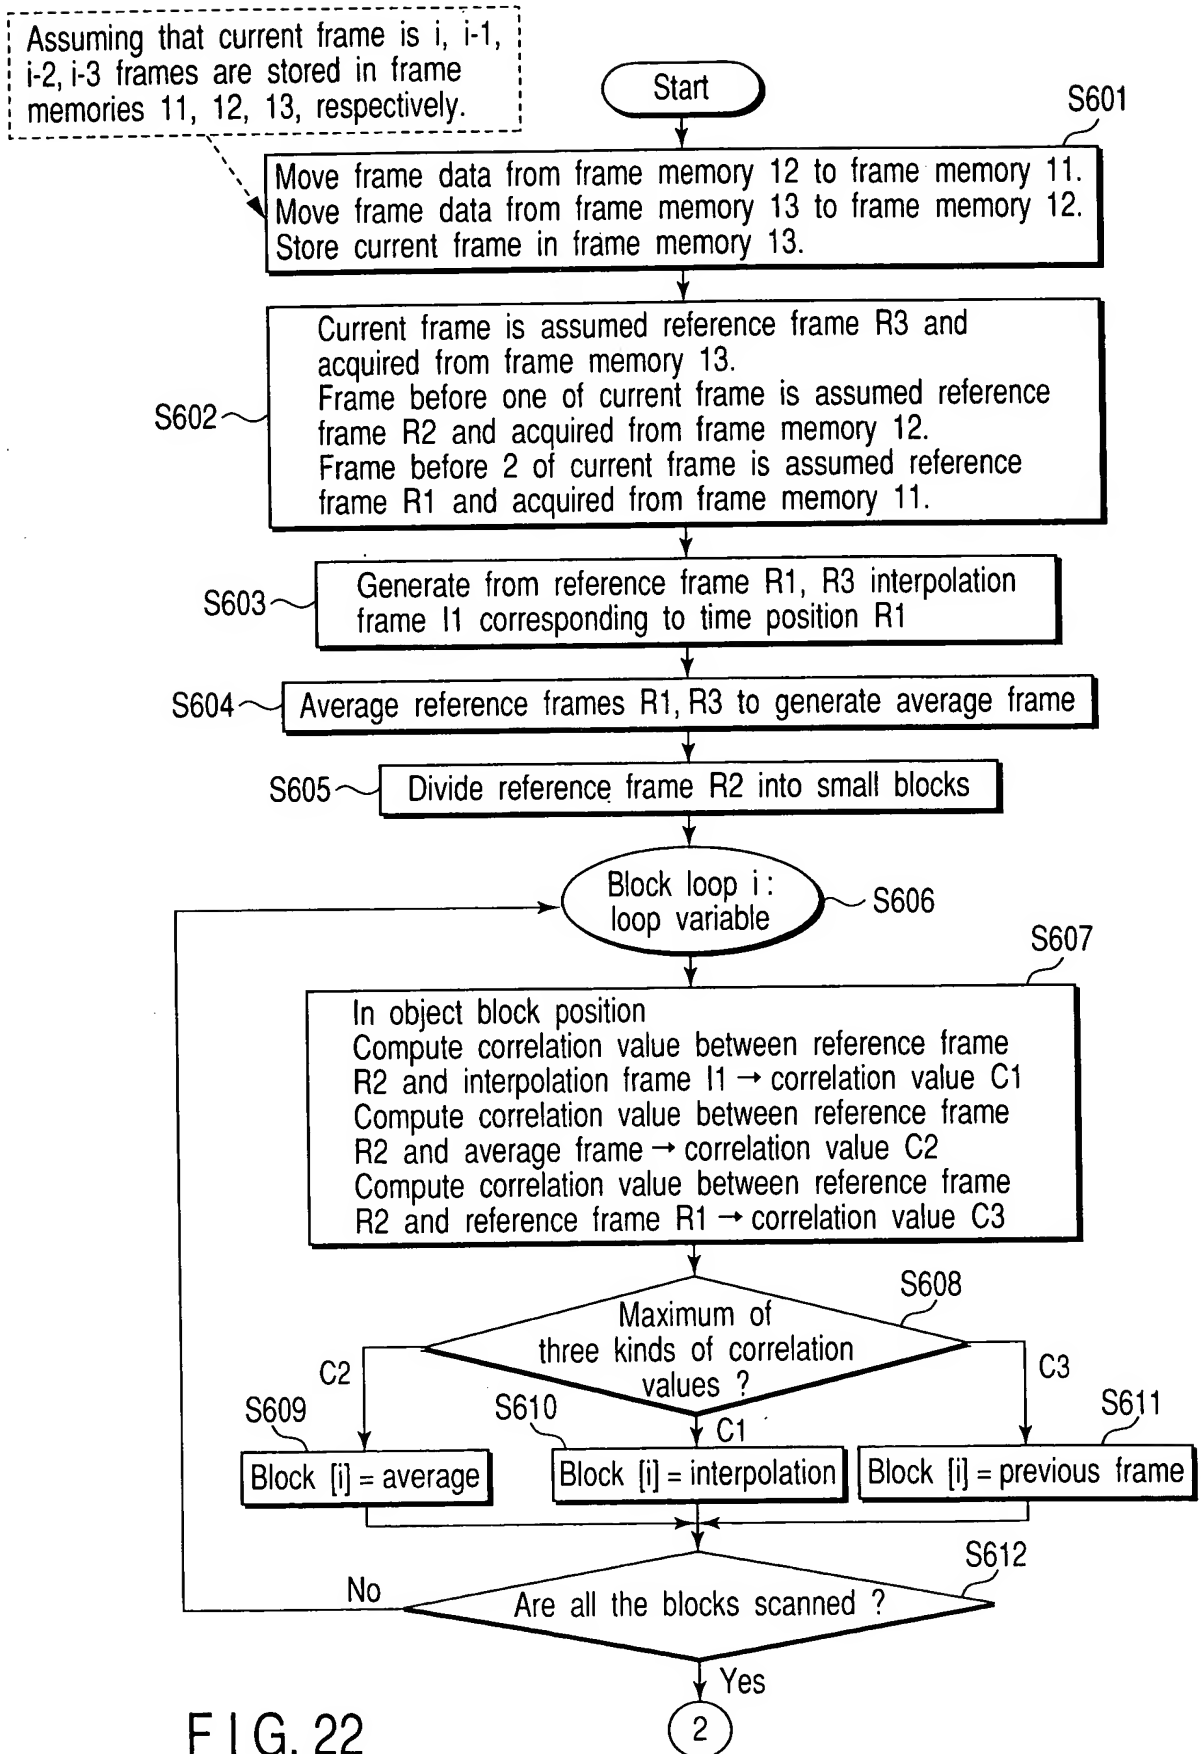 Assuming that current frame is i, i-1,
i-2, i-3 frames are stored in frame
memories 11, 12, 13, respectively.
Start
S601
Move frame data from frame memory 12 to frame memory 11.
Move frame data from frame memory 13 to frame memory 12.
Store current frame in frame memory 13.
S602
Current frame is assumed reference frame R3 and
acquired from frame memory 13.
Frame before one of current frame is assumed reference
frame R2 and acquired from frame memory 12.
Frame before 2 of current frame is assumed reference
frame R1 and acquired from frame memory 11.
S603
Generate from reference frame R1, R3 interpolation
frame I1 corresponding to time position R1
S604
Average reference frames R1, R3 to generate average frame
S605
Divide reference frame R2 into small blocks
Block loop i :
loop variable
S606
S607
In object block position
Compute correlation value between reference frame
R2 and interpolation frame I1 → correlation value C1
Compute correlation value between reference frame
R2 and average frame → correlation value C2
Compute correlation value between reference frame
R2 and reference frame R1 → correlation value C3
S608
Maximum of
three kinds of correlation
values ?
C2
C1
C3
S609
Block [i] = average
S610
Block [i] = interpolation
S611
Block [i] = previous frame
S612
Are all the blocks scanned ?
No
Yes
2
FIG. 22